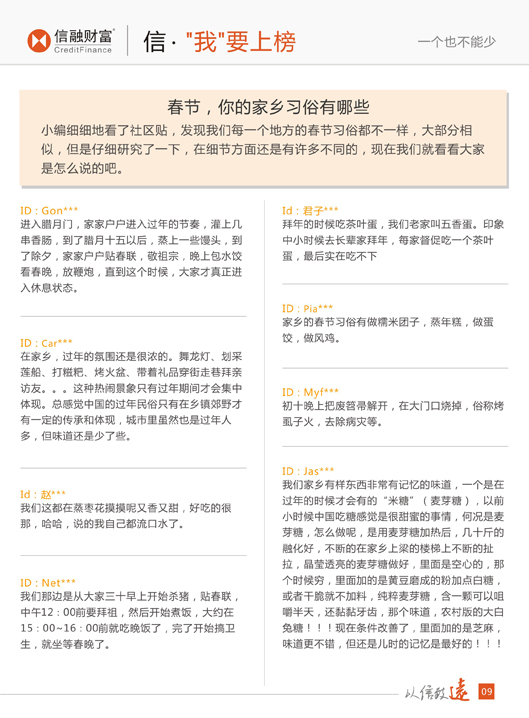 信融财富
CreditFinance
信·"我"要上榜
一个也不能少
春节，你的家乡习俗有哪些
小编细细地看了社区贴，发现我们每一个地方的春节习俗都不一样，大部分相
似，但是仔细研究了一下，在细节方面还是有许多不同的，现在我们就看看大家
是怎么说的吧。
ID：Gon***
进入腊月门，家家户户进入过年的节奏，灌上几
串香肠，到了腊月十五以后，蒸上一些馒头，到
了除夕，家家户户贴春联，敬祖宗，晚上包水饺
看春晚，放鞭炮，直到这个时候，大家才真正进
入休息状态。
ID：Car***
在家乡，过年的氛围还是很浓的。舞龙灯、划采
莲船、打糍粑、烤火盆、带着礼品穿街走巷拜亲
访友。。。这种热闹景象只有过年期间才会集中
体现。总感觉中国的过年民俗只有在乡镇郊野才
有一定的传承和体现，城市里虽然也是过年人
多，但味道还是少了些。
Id：赵***
我们这都在蒸枣花摸摸呢又香又甜，好吃的很
那，哈哈，说的我自己都流口水了。
ID：Net***
我们那边是从大家三十早上开始杀猪，贴春联，
中午12：00前要拜祖，然后开始煮饭，大约在
15：00~16：00前就吃晚饭了，完了开始搞卫
生，就坐等春晚了。
Id：君子***
拜年的时候吃茶叶蛋，我们老家叫五香蛋。印象
中小时候去长辈家拜年，每家督促吃一个茶叶
蛋，最后实在吃不下
ID：Pia***
家乡的春节习俗有做糯米团子，蒸年糕，做蛋
饺，做风鸡。
ID：Myf***
初十晚上把废笤帚解开，在大门口烧掉，俗称烤
虱子火，去除病灾等。
ID：Jas***
我们家乡有样东西非常有记忆的味道，一个是在
过年的时候才会有的“米糖”（麦芽糖），以前
小时候中国吃糖感觉是很甜蜜的事情，何况是麦
芽糖，怎么做呢，是用麦芽糖加热后，几十斤的
融化好，不断的在家乡上梁的楼梯上不断的扯
拉，晶莹透亮的麦芽糖做好，里面是空心的，那
个时候穷，里面加的是黄豆磨成的粉加点白糖，
或者干脆就不加料，纯粹麦芽糖，含一颗可以咀
嚼半天，还黏黏牙齿，那个味道，农村版的大白
兔糖！！！现在条件改善了，里面加的是芝麻，
味道更不错，但还是儿时的记忆是最好的！！！
以信致远
09